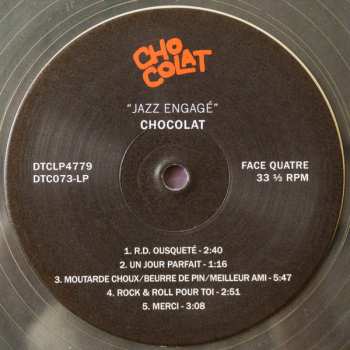 CHO
COLAT
"JAZZ ENGAGÉ"
CHOCOLAT
DTCLP4779
DTC073-LP
FACE QUATRE
33 ⅓ RPM
1. R.D. OUSQUETÉ - 2:40
2. UN JOUR PARFAIT - 1:16
3. MOUTARDE CHOUX/BEURRE DE PIN/MEILLEUR AMI - 5:47
4. ROCK & ROLL POUR TOI - 2:51
5. MERCI - 3:08